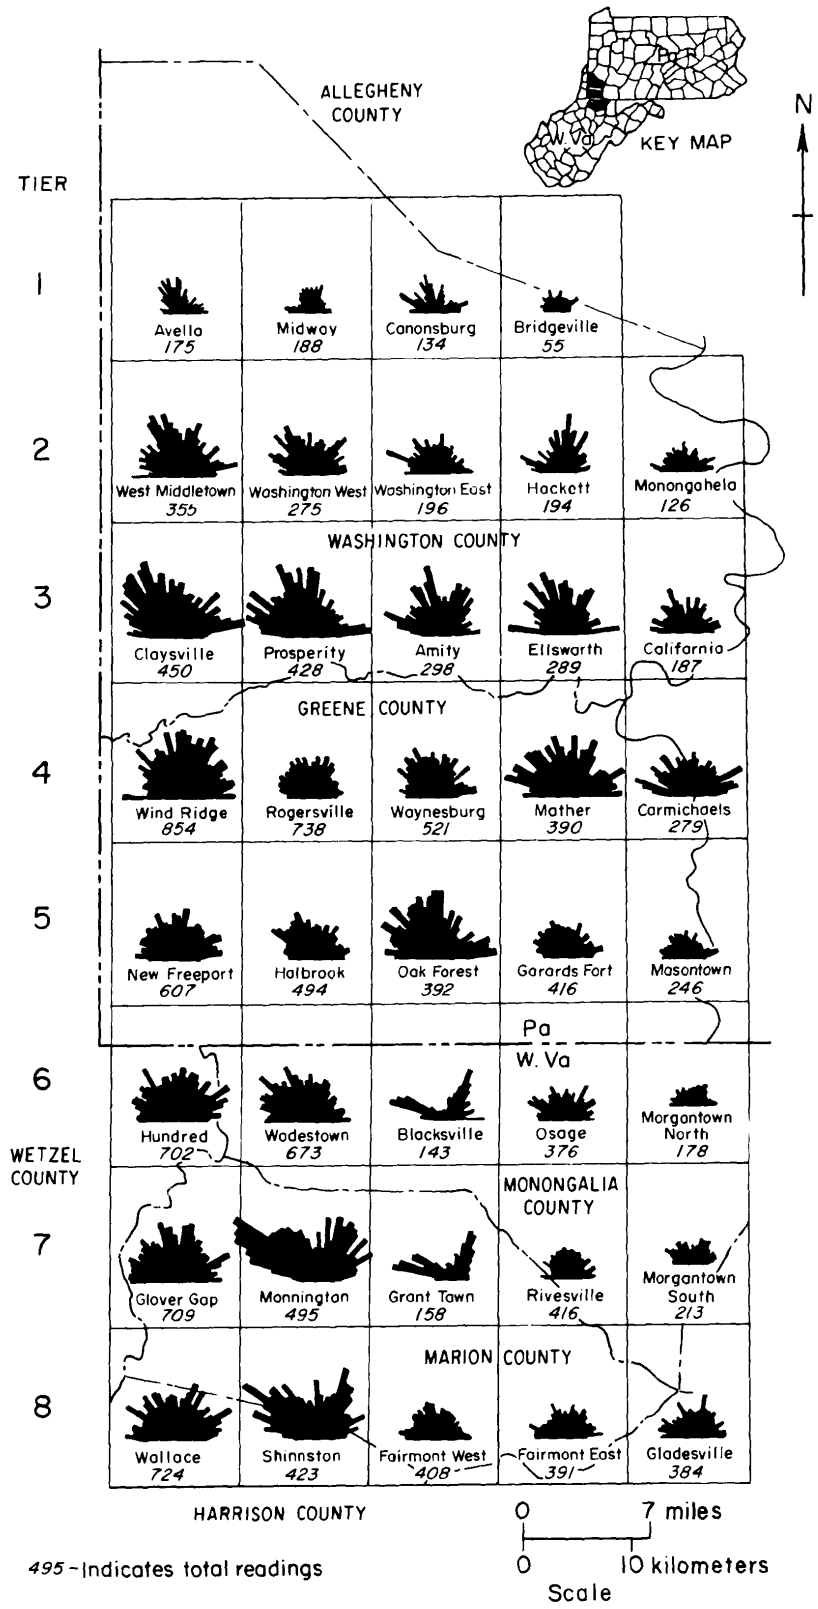 ALLEGHENY
COUNTY
Pa
W. Va
KEY MAP
N
TIER
1
Avella Midway Canonsburg Bridgeville
175 188 134 55
2
West Middletown Washington West Washington East Hackett Monongahela
355 275 196 194 126
WASHINGTON COUNTY
3
Claysville Prosperity Amity Ellsworth California
450 428 298 289 187
GREENE COUNTY
4
Wind Ridge Rogersville Waynesburg Mather Carmichaels
854 738 521 390 279
5
New Freeport Halbrook Oak Forest Garards Fort Masontown
607 494 392 416 246
Pa
W. Va
6
Hundred Wadestown Blacksville Osage Morgantown
North
702 673 143 376 178
WETZEL
COUNTY
MONONGALIA
COUNTY
7
Glover Gap Monnington Grant Town Rivesville Morgantown
South
709 495 158 416 213
MARION COUNTY
8
Wallace Shinnston Fairmont West Fairmont East Gladesville
724 423 408 391 384
HARRISON COUNTY
0 7 miles
0 10 kilometers
Scale
495 - Indicates total readings